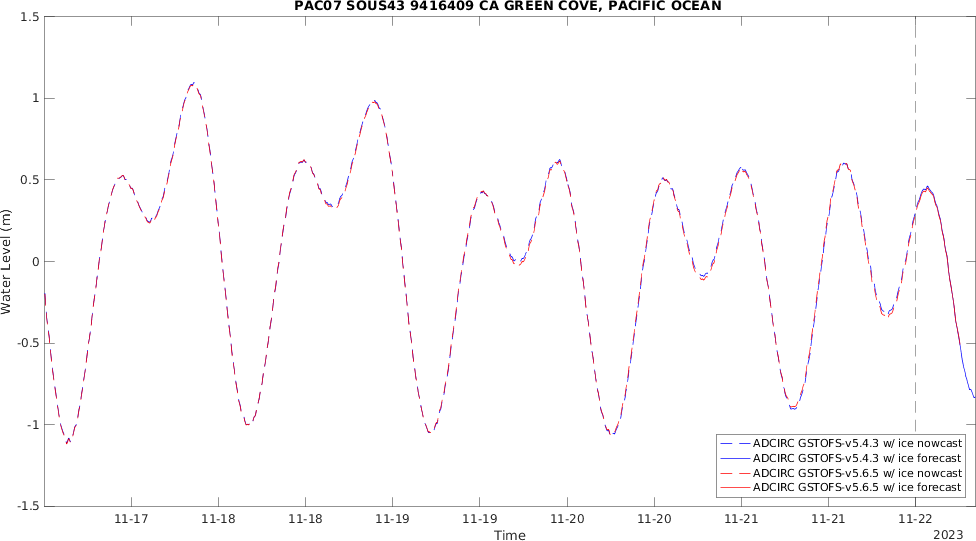 PAC07 SOUS43 9416409 CA GREEN COVE, PACIFIC OCEAN
1.5
1
0.5
0
-0.5
-1
-1.5
Water Level (m)
11-17
11-18
11-18
11-19
11-19
11-20
11-20
11-21
11-21
11-22
Time
2023
ADCIRC GSTOFS-v5.4.3 w/ ice nowcast
ADCIRC GSTOFS-v5.4.3 w/ ice forecast
ADCIRC GSTOFS-v5.6.5 w/ ice nowcast
ADCIRC GSTOFS-v5.6.5 w/ ice forecast